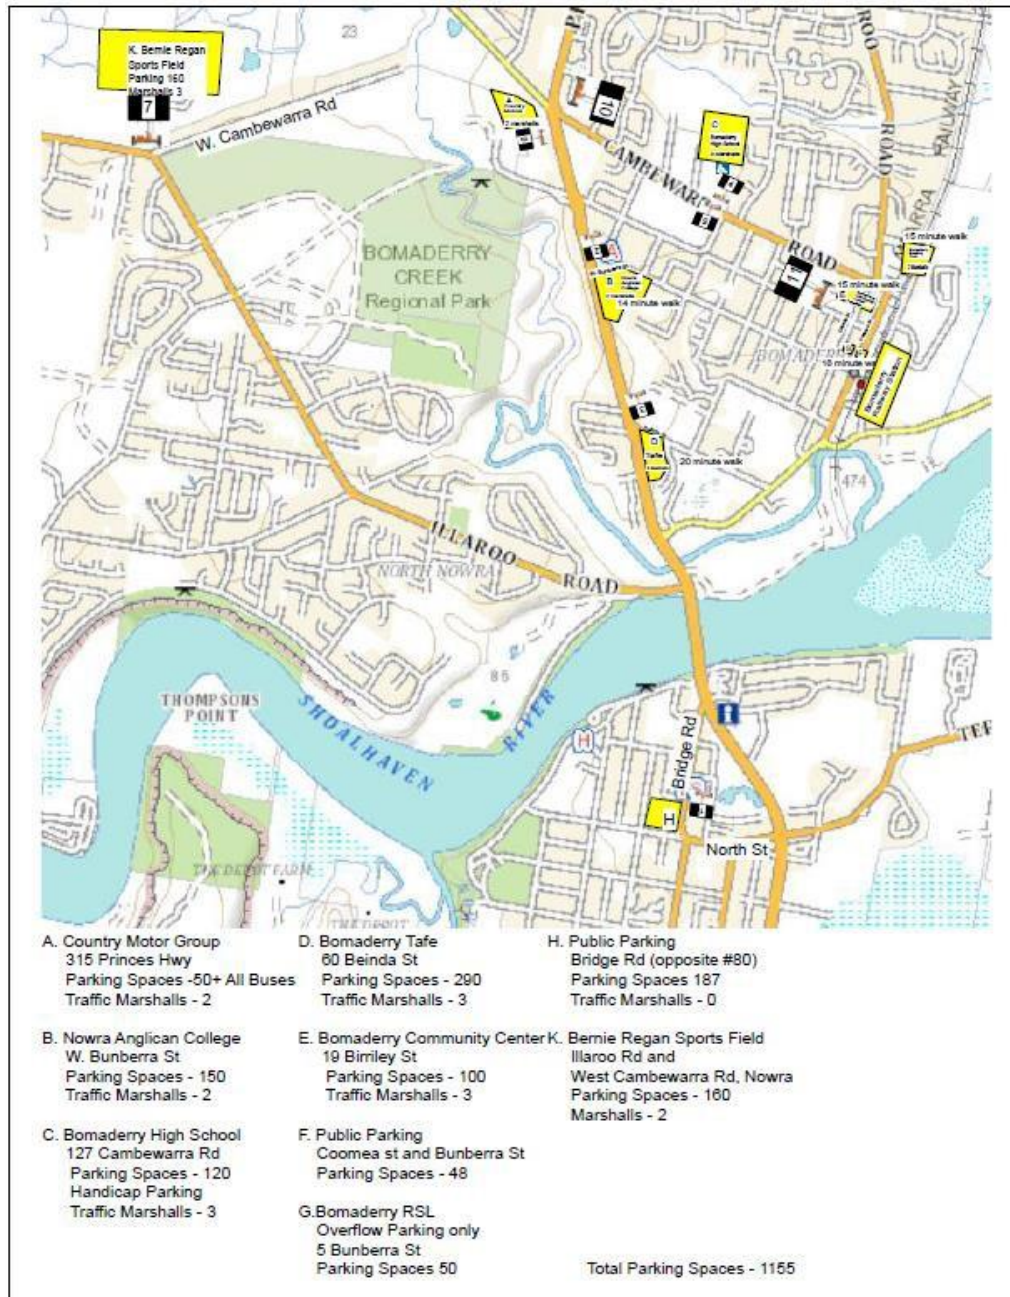 23
K. Bernie Regan
Sports Field
Parking 160
Marshalls 3
7
W. Cambewarra Rd
10
ROAD
RAILWAY
CAMBEWARRA
ROAD
BOMADERRY
CREEK
Regional Park
A
C
B
15 minute walk
15 minute walk
14 minute walk
Bomaderry
Railway Station
D
Tafe
20 minute walk
474
ILLAROO
ROAD
NORTH NOWRA
86
THOMPSONS
POINT
SHOALHAVEN
RIVER
H
Bridge Rd
H
North St
TER
A. Country Motor Group
315 Princes Hwy
Parking Spaces -50+ All Buses
Traffic Marshalls - 2
B. Nowra Anglican College
W. Bunberra St
Parking Spaces - 150
Traffic Marshalls - 2
C. Bomaderry High School
127 Cambewarra Rd
Parking Spaces - 120
Handicap Parking
Traffic Marshalls - 3
D. Bomaderry Tafe
60 Beinda St
Parking Spaces - 290
Traffic Marshalls - 3
E. Bomaderry Community Center
19 Birriley St
Parking Spaces - 100
Traffic Marshalls - 3
F. Public Parking
Coomea st and Bunberra St
Parking Spaces - 48
G.Bomaderry RSL
Overflow Parking only
5 Bunberra St
Parking Spaces 50
H. Public Parking
Bridge Rd (opposite #80)
Parking Spaces 187
Traffic Marshalls - 0
K. Bernie Regan Sports Field
Illaroo Rd and
West Cambewarra Rd, Nowra
Parking Spaces - 160
Marshalls - 2
Total Parking Spaces - 1155